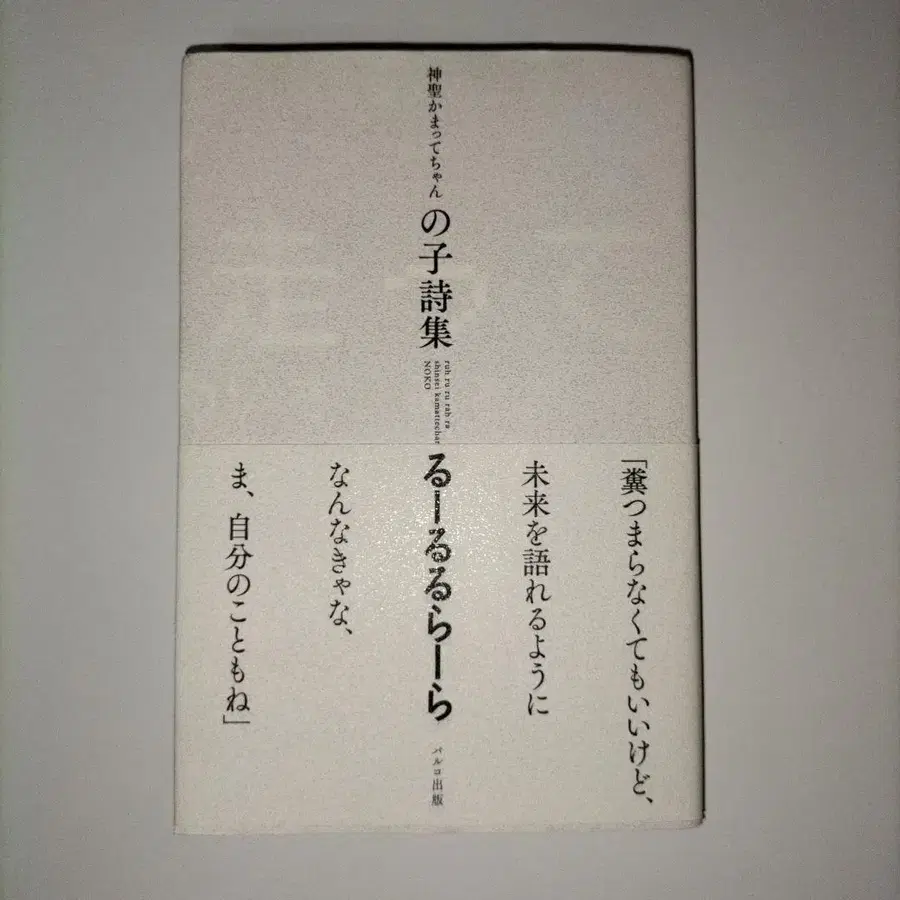 神聖かまってちゃん
の子詩集
ruh ru ru rah ra
shinsei kamattechan
NOKO
るーるるらーら
パルコ出版
「糞つまらなくてもいいけど、
未来を語れるように
なんなきゃな、
ま、自分のこともね」